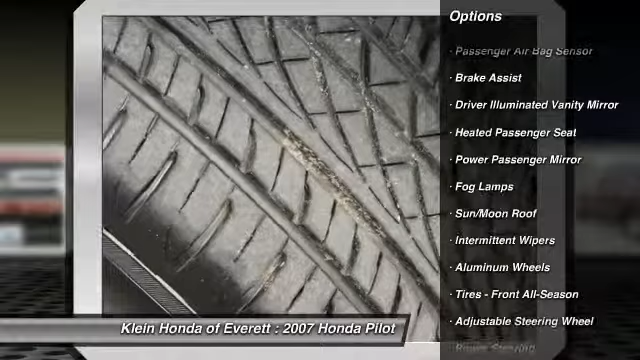 Options
· Passenger Air Bag Sensor
· Brake Assist
· Driver Illuminated Vanity Mirror
· Heated Passenger Seat
· Power Passenger Mirror
· Fog Lamps
· Sun/Moon Roof
· Intermittent Wipers
· Aluminum Wheels
· Tires - Front All-Season
· Adjustable Steering Wheel
· Power Steering
Klein Honda of Everett : 2007 Honda Pilot